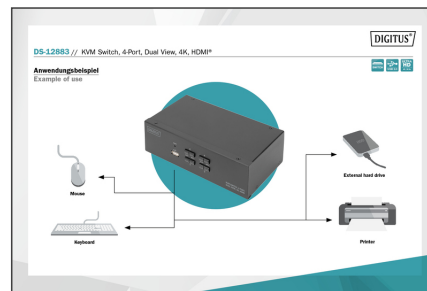 DIGITUS®
DS-12883 // KVM Switch, 4-Port, Dual View, 4K, HDMI®
Anwendungsbeispiel
Example of use
Mouse
External hard drive
Keyboard
Printer